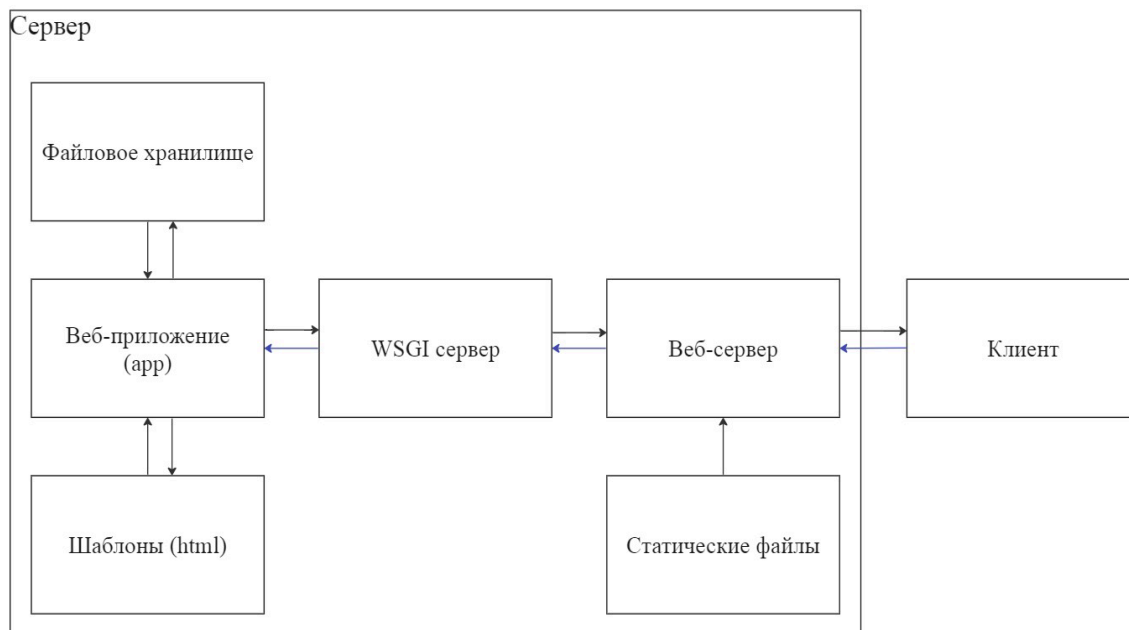 Сервер
Файловое хранилище
Веб-приложение
(app)
WSGI сервер
Веб-сервер
Клиент
Шаблоны (html)
Статические файлы